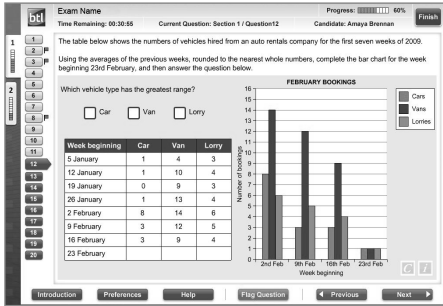 btl
Exam Name
Progress: 60%
Finish
Time Remaining: 00:30:55
Current Question: Section 1 / Question12
Candidate: Amaya Brennan
1
2
1
2
3
4
5
6
7
8
9
10
11
12
13
14
15
16
17
18
19
20
The table below shows the numbers of vehicles hired from an auto rentals company for the first seven weeks of 2009.
Using the averages of the previous weeks, rounded to the nearest whole numbers, complete the bar chart for the week
beginning 23rd February, and then answer the question below.
Which vehicle type has the greatest range?
Car Van Lorry
Week beginning Car Van Lorry
5 January 1 4 3
12 January 1 10 4
19 January 0 9 3
26 January 1 13 4
2 February 8 14 6
9 February 3 12 5
16 February 3 9 4
23 February
FEBRUARY BOOKINGS
Number of bookings
16
15
14
13
12
11
10
9
8
7
6
5
4
3
2
1
0
2nd Feb 9th Feb 16th Feb 23rd Feb
Week beginning
Cars
Vans
Lorries
i
Introduction Preferences Help Flag Question Previous Next